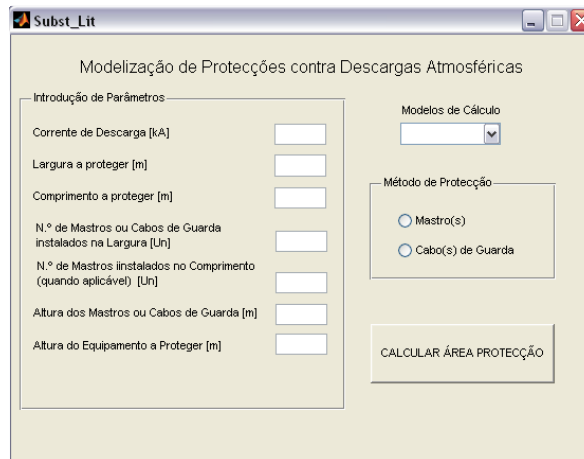 Subst_Lit
Modelização de Protecções contra Descargas Atmosféricas
Introdução de Parâmetros
Corrente de Descarga [kA]
Largura a proteger [m]
Comprimento a proteger [m]
N.º de Mastros ou Cabos de Guarda
instalados na Largura [Un]
N.º de Mastros iinstalados no Comprimento
(quando aplicável) [Un]
Altura dos Mastros ou Cabos de Guarda [m]
Altura do Equipamento a Proteger [m]
Modelos de Cálculo
Método de Protecção
Mastro(s)
Cabo(s) de Guarda
CALCULAR ÁREA PROTECÇÃO